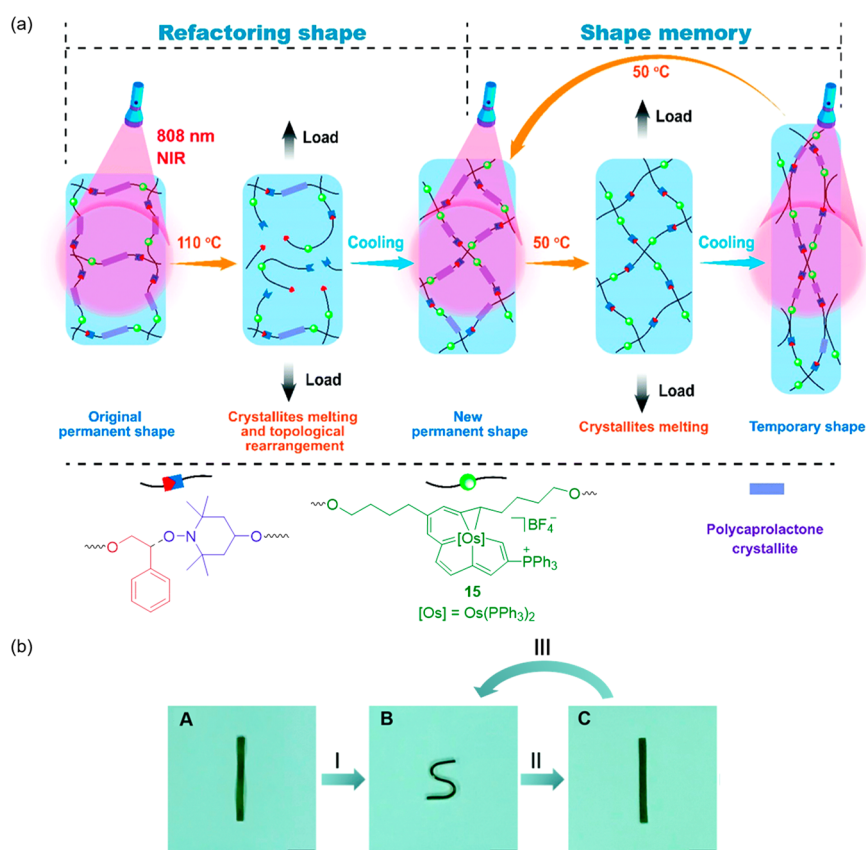 (a)
Refactoring shape
Shape memory
50 °C
808 nm
NIR
Load
Load
110 °C
Cooling
50 °C
Cooling
Load
Load
Original
permanent shape
Crystallites melting
and topological
rearrangement
New
permanent shape
Crystallites melting
Temporary shape
O
O
N
O
O
O
BF4−
[Os]
+
PPh3
15
[Os] = Os(PPh3)2
Polycaprolactone
crystallite
(b)
III
A
B
C
I
II